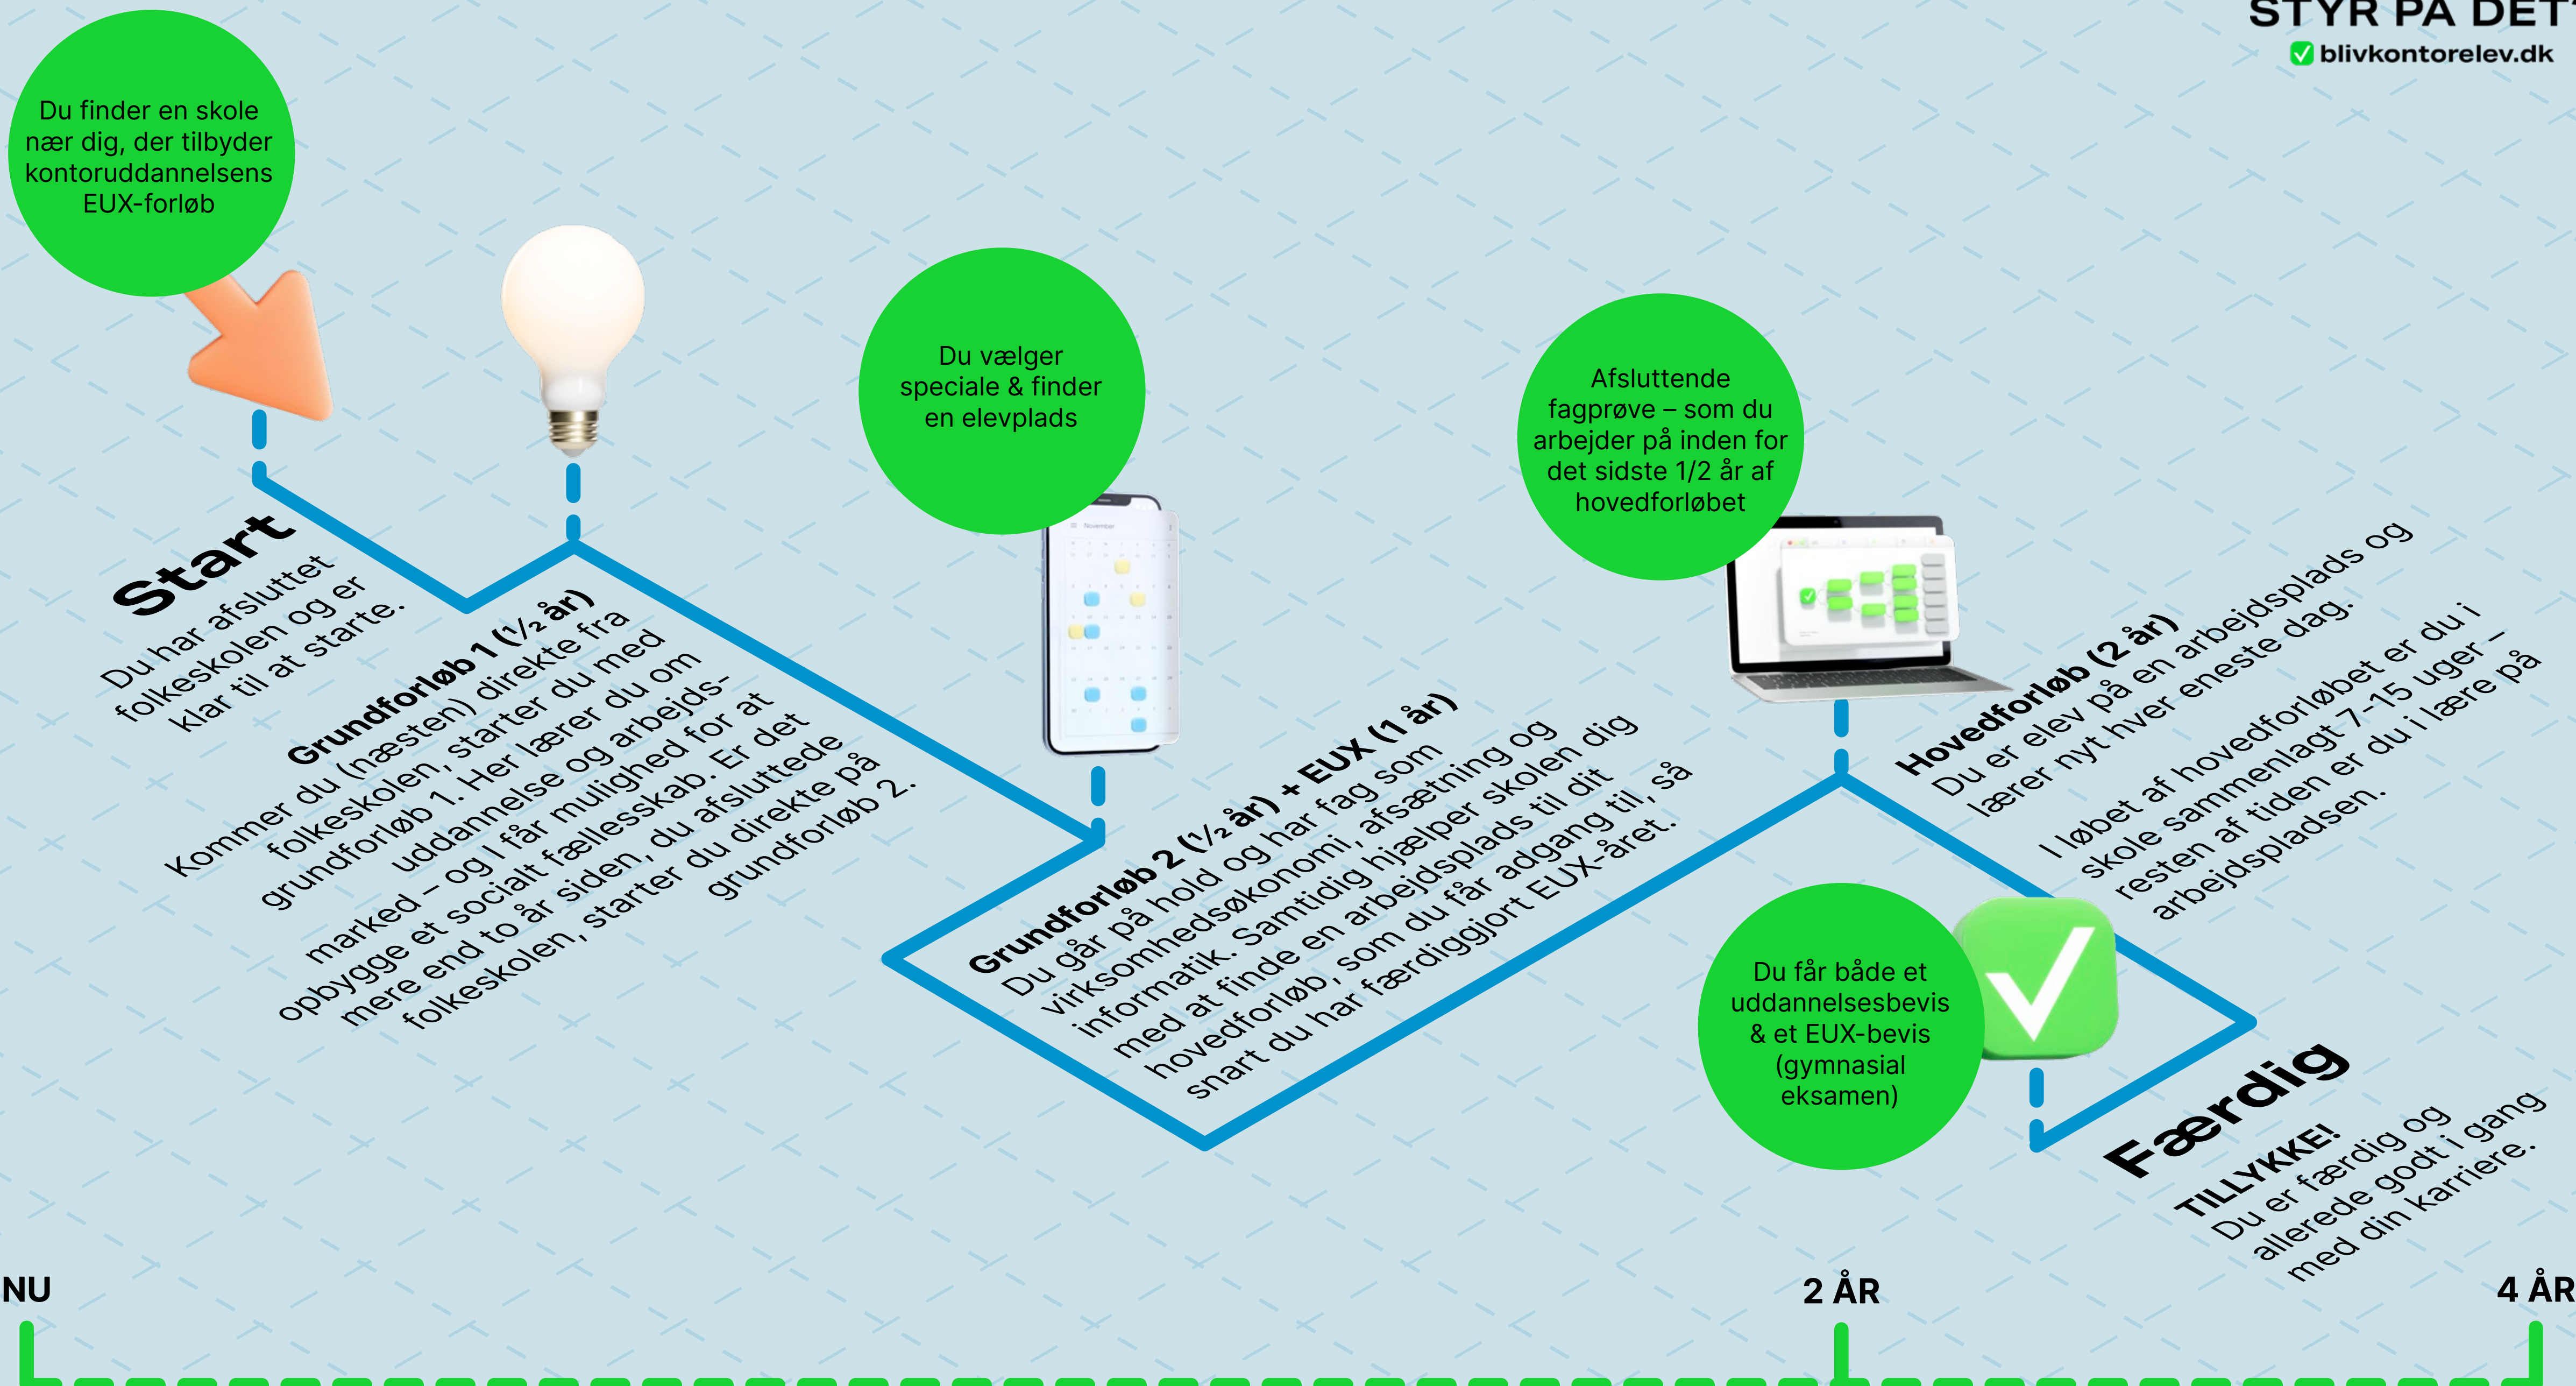 STYR PÅ DET?
blivkontorelev.dk
Du finder en skole
nær dig, der tilbyder
kontoruddannelsens
EUX-forløb
Start
Du har afsluttet
folkeskolen og er
klar til at starte.
Grundforløb 1 (½ år)
Kommer du (næsten) direkte fra
folkeskolen, starter du med
grundforløb 1. Her lærer du om
uddannelse og arbejds-
marked – og I får mulighed for at
opbygge et socialt fællesskab. Er det
mere end to år siden, du afsluttede
folkeskolen, starter du direkte på
grundforløb 2.
Du vælger
speciale & finder
en elevplads
November
Grundforløb 2 (½ år) + EUX (1 år)
Du går på hold og har fag som
virksomhedsøkonomi, afsætning og
informatik. Samtidig hjælper skolen dig
med at finde en arbejdsplads til dit
hovedforløb, som du får adgang til, så
snart du har færdiggjort EUX-året.
Afsluttende
fagprøve – som du
arbejder på inden for
det sidste 1/2 år af
hovedforløbet
Hovedforløb (2 år)
Du er elev på en arbejdsplads og
lærer nyt hver eneste dag.
I løbet af hovedforløbet er du i
skole sammenlagt 7-15 uger –
resten af tiden er du i lære på
arbejdspladsen.
Du får både et
uddannelsesbevis
& et EUX-bevis
(gymnasial
eksamen)
Færdig
TILLYKKE!
Du er færdig og
allerede godt i gang
med din karriere.
NU
2 ÅR
4 ÅR